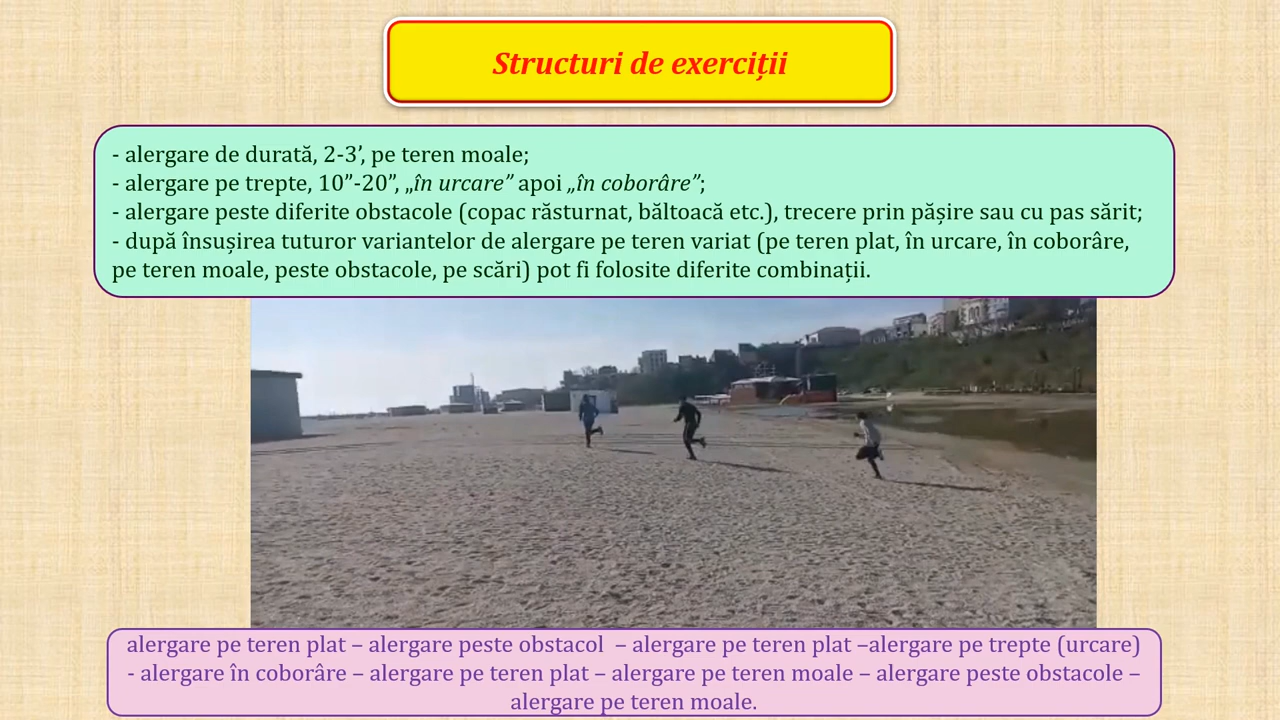 Structuri de exerciții
- alergare de durată, 2-3’, pe teren moale;
- alergare pe trepte, 10”-20”, „în urcare” apoi „în coborâre”;
- alergare peste diferite obstacole (copac răsturnat, băltoacă etc.), trecere prin pășire sau cu pas sărit;
- după însușirea tuturor variantelor de alergare pe teren variat (pe teren plat, în urcare, în coborâre,
pe teren moale, peste obstacole, pe scări) pot fi folosite diferite combinații.
alergare pe teren plat – alergare peste obstacol – alergare pe teren plat –alergare pe trepte (urcare)
- alergare în coborâre – alergare pe teren plat – alergare pe teren moale – alergare peste obstacole –
alergare pe teren moale.